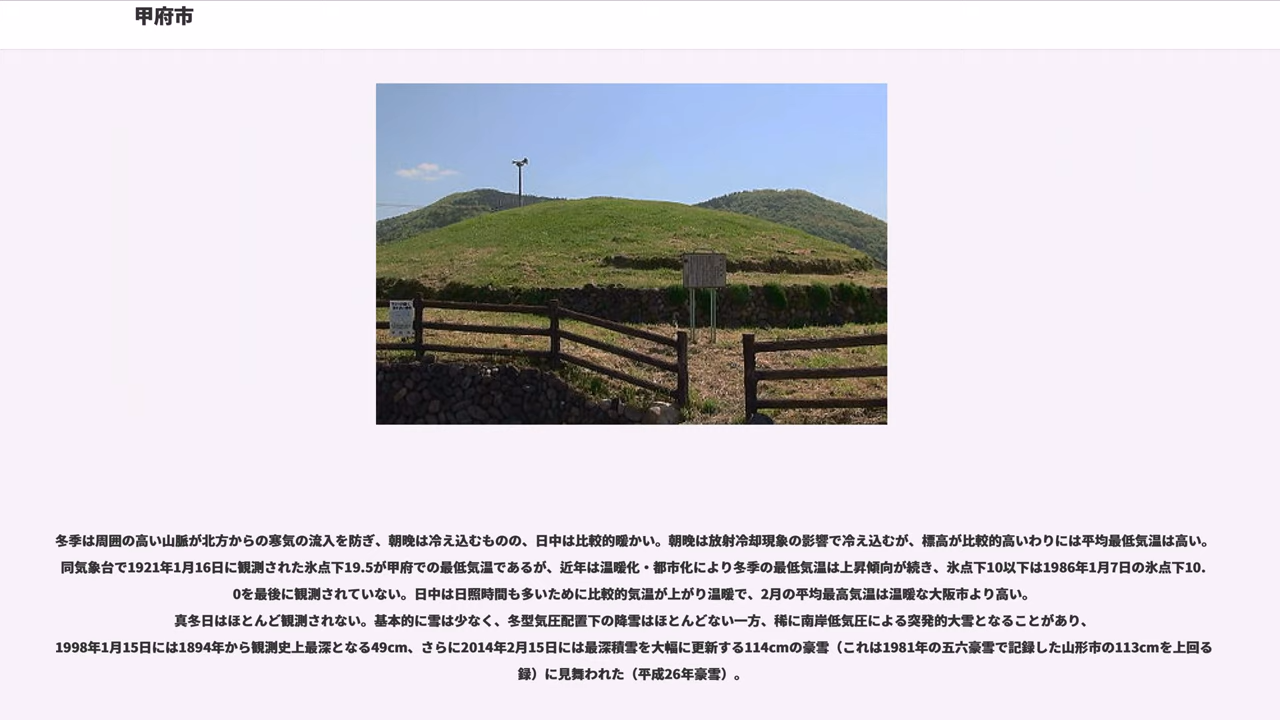 甲府市
冬季は周囲の高い山脈が北方からの寒気の流入を防ぎ、朝晩は冷え込むものの、日中は比較的暖かい。朝晩は放射冷却現象の影響で冷え込むが、標高が比較的高いわりには平均最低気温は高い。
同気象台で1921年1月16日に観測された氷点下19.5が甲府での最低気温であるが、近年は温暖化・都市化により冬季の最低気温は上昇傾向が続き、氷点下10以下は1986年1月7日の氷点下10.
0を最後に観測されていない。日中は日照時間も多いために比較的気温が上がり温暖で、2月の平均最高気温は温暖な大阪市より高い。
真冬日はほとんど観測されない。基本的に雪は少なく、冬型気圧配置下の降雪はほとんどない一方、稀に南岸低気圧による突発的大雪となることがあり、
1998年1月15日には1894年から観測史上最深となる49cm、さらに2014年2月15日には最深積雪を大幅に更新する114cmの豪雪（これは1981年の五六豪雪で記録した山形市の113cmを上回る
録）に見舞われた（平成26年豪雪）。